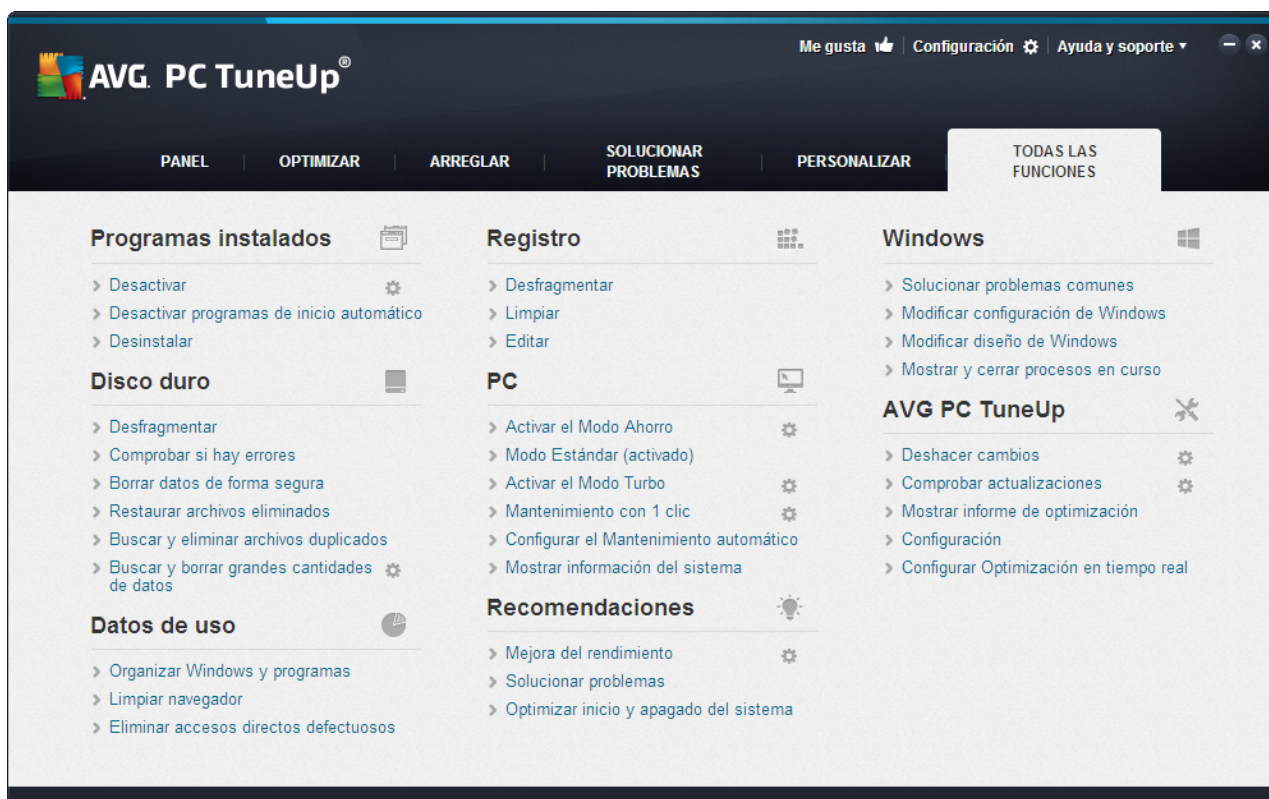 Me gusta Configuración Ayuda y soporte
AVG. PC TuneUp®
PANEL OPTIMIZAR ARREGLAR SOLUCIONAR PROBLEMAS PERSONALIZAR TODAS LAS FUNCIONES
Programas instalados
Desactivar
Desactivar programas de inicio automático
Desinstalar
Disco duro
Desfragmentar
Comprobar si hay errores
Borrar datos de forma segura
Restaurar archivos eliminados
Buscar y eliminar archivos duplicados
Buscar y borrar grandes cantidades
de datos
Datos de uso
Organizar Windows y programas
Limpiar navegador
Eliminar accesos directos defectuosos
Registro
Desfragmentar
Limpiar
Editar
PC
Activar el Modo Ahorro
Modo Estándar (activado)
Activar el Modo Turbo
Mantenimiento con 1 clic
Configurar el Mantenimiento automático
Mostrar información del sistema
Recomendaciones
Mejora del rendimiento
Solucionar problemas
Optimizar inicio y apagado del sistema
Windows
Solucionar problemas comunes
Modificar configuración de Windows
Modificar diseño de Windows
Mostrar y cerrar procesos en curso
AVG PC TuneUp
Deshacer cambios
Comprobar actualizaciones
Mostrar informe de optimización
Configuración
Configurar Optimización en tiempo real